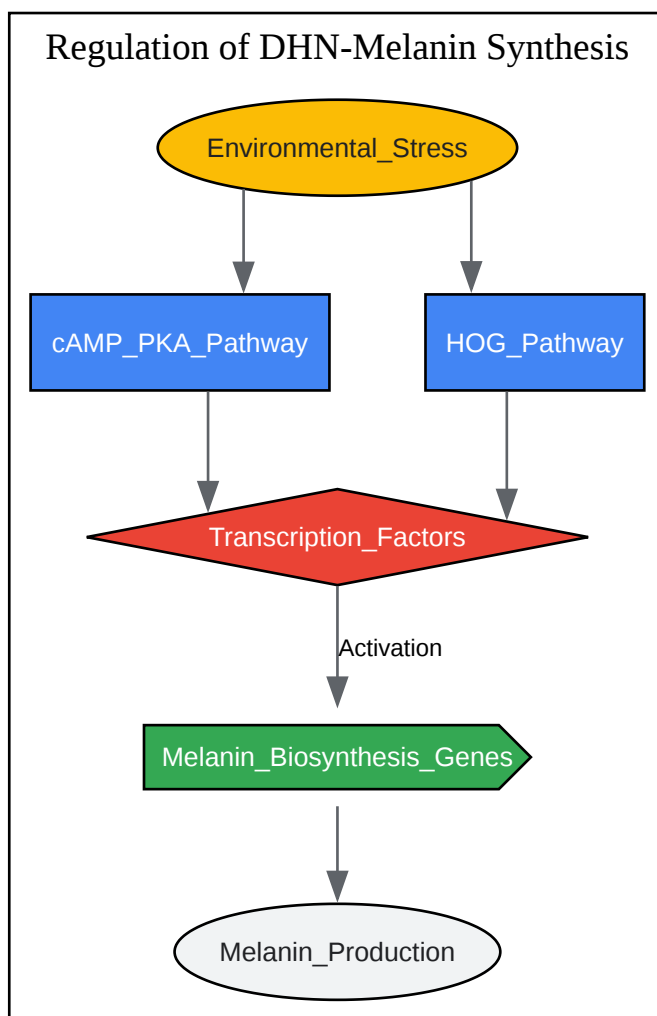 Regulation of DHN-Melanin Synthesis
Environmental_Stress
cAMP_PKA_Pathway
HOG_Pathway
Transcription_Factors
Activation
Melanin_Biosynthesis_Genes
Melanin_Production